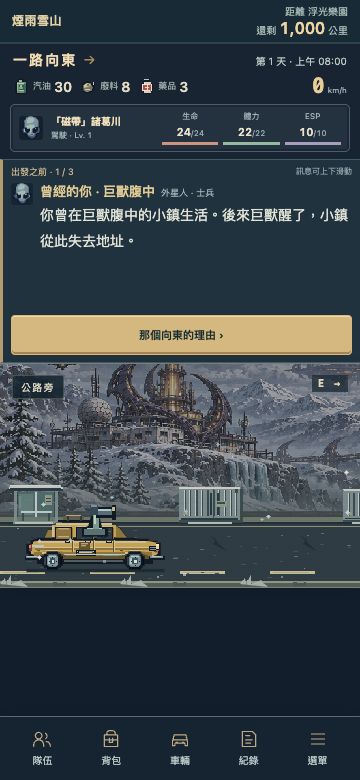 煙雨雪山
距離 浮光樂園
還剩 1,000 公里
一路向東 →
第 1 天 · 上午 08:00
汽油 30 廢料 8 藥品 3
0 km/h
「磁帶」諸葛川
駕駛 · Lv. 1
生命
24/24
體力
22/22
ESP
10/10
出發之前 · 1 / 3
訊息可上下滑動
曾經的你 · 巨獸腹中 外星人 · 士兵
你曾在巨獸腹中的小鎮生活。後來巨獸醒了，小鎮
從此失去地址。
那個向東的理由 ›
公路旁
E →
隊伍
背包
車輛
紀錄
選單